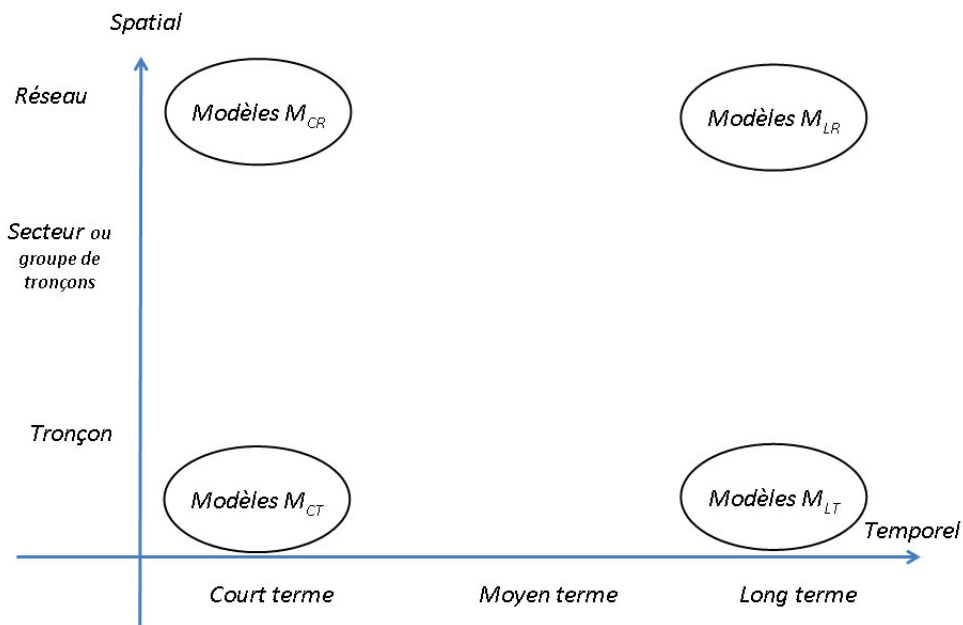 Spatial
Réseau
Modèles M_CR
Modèles M_LR
Secteur ou
groupe de
tronçons
Tronçon
Modèles M_CT
Modèles M_LT
Temporel
Court terme
Moyen terme
Long terme